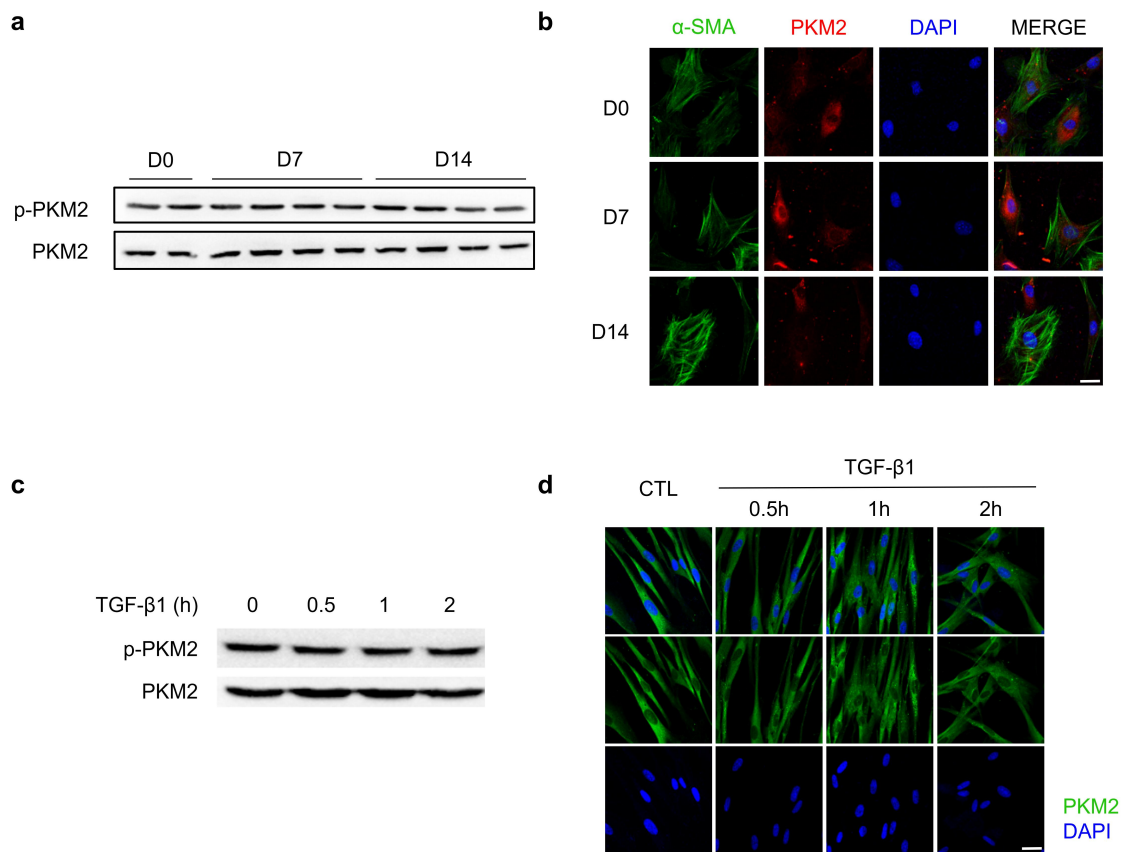 a
D0 D7 D14
p-PKM2
PKM2
b
α-SMA PKM2 DAPI MERGE
D0
D7
D14
c
TGF-β1 (h) 0 0.5 1 2
p-PKM2
PKM2
d
TGF-β1
CTL
0.5h 1h 2h
PKM2
DAPI